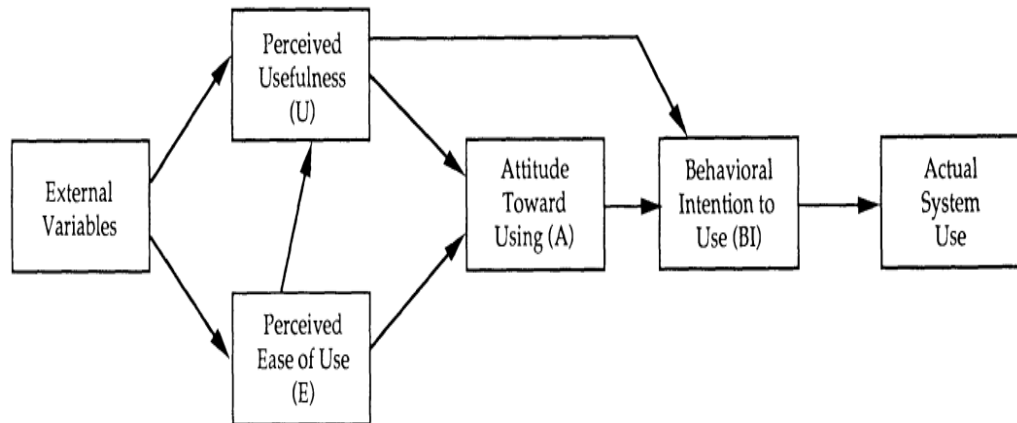 Perceived
Usefulness
(U)
External
Variables
Perceived
Ease of Use
(E)
Attitude
Toward
Using (A)
Behavioral
Intention to
Use (BI)
Actual
System
Use